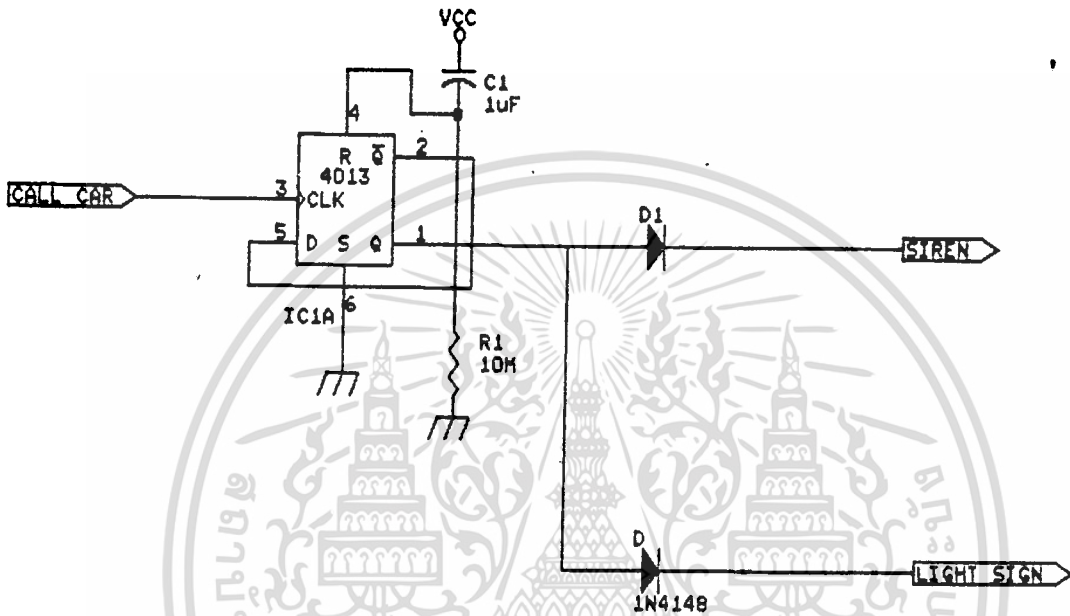 VCC
C1
1uF
4
R Q̅ 2
4013
CALL CAR
3 CLK
5 D S Q 1
6
IC1A
D1
SIREN
R1
10M
D
1N4148
LIGHT SIGN